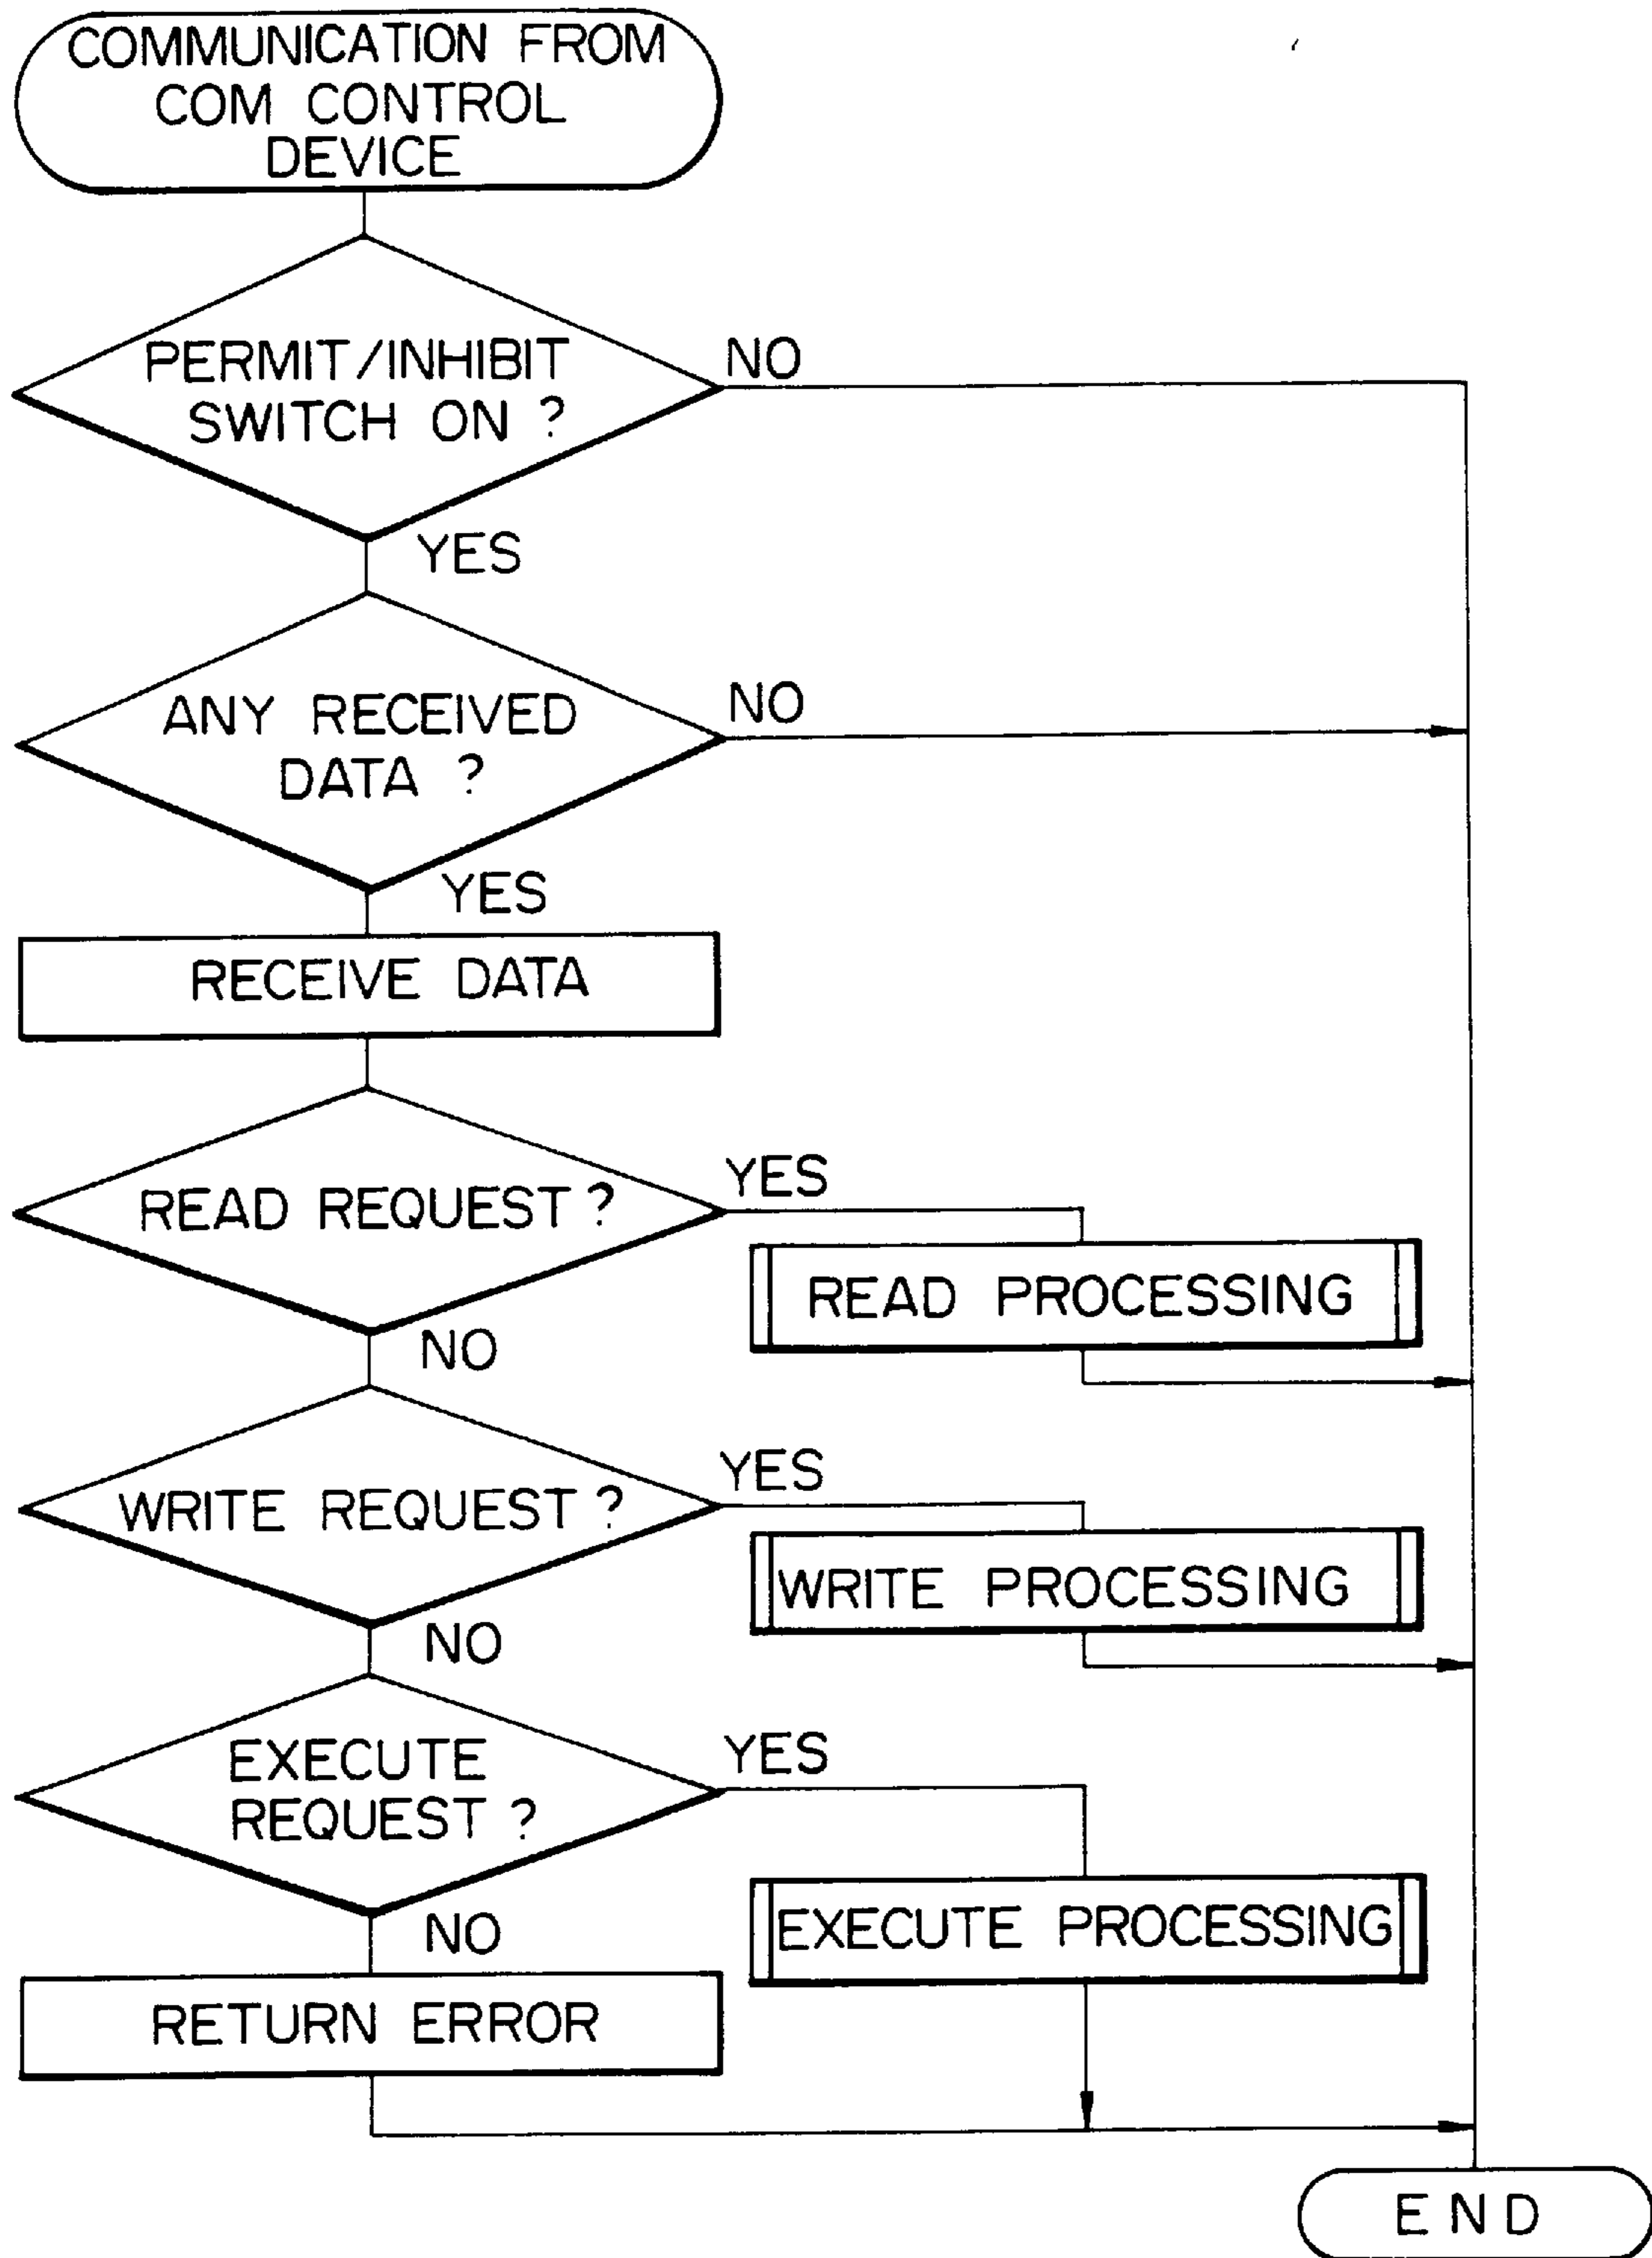 COMMUNICATION FROM
COM CONTROL
DEVICE
PERMIT/INHIBIT
SWITCH ON ?
NO
YES
ANY RECEIVED
DATA ?
NO
YES
RECEIVE DATA
READ REQUEST ?
YES
READ PROCESSING
NO
WRITE REQUEST ?
YES
WRITE PROCESSING
NO
EXECUTE
REQUEST ?
YES
EXECUTE PROCESSING
NO
RETURN ERROR
END